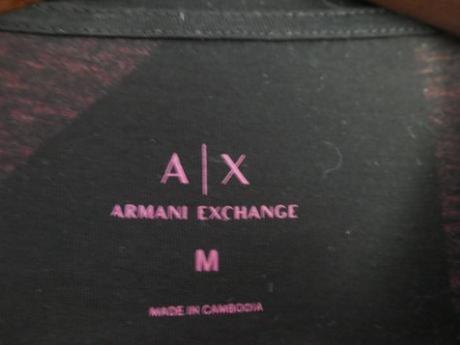 A|X
ARMANI EXCHANGE
M
MADE IN CAMBODIA